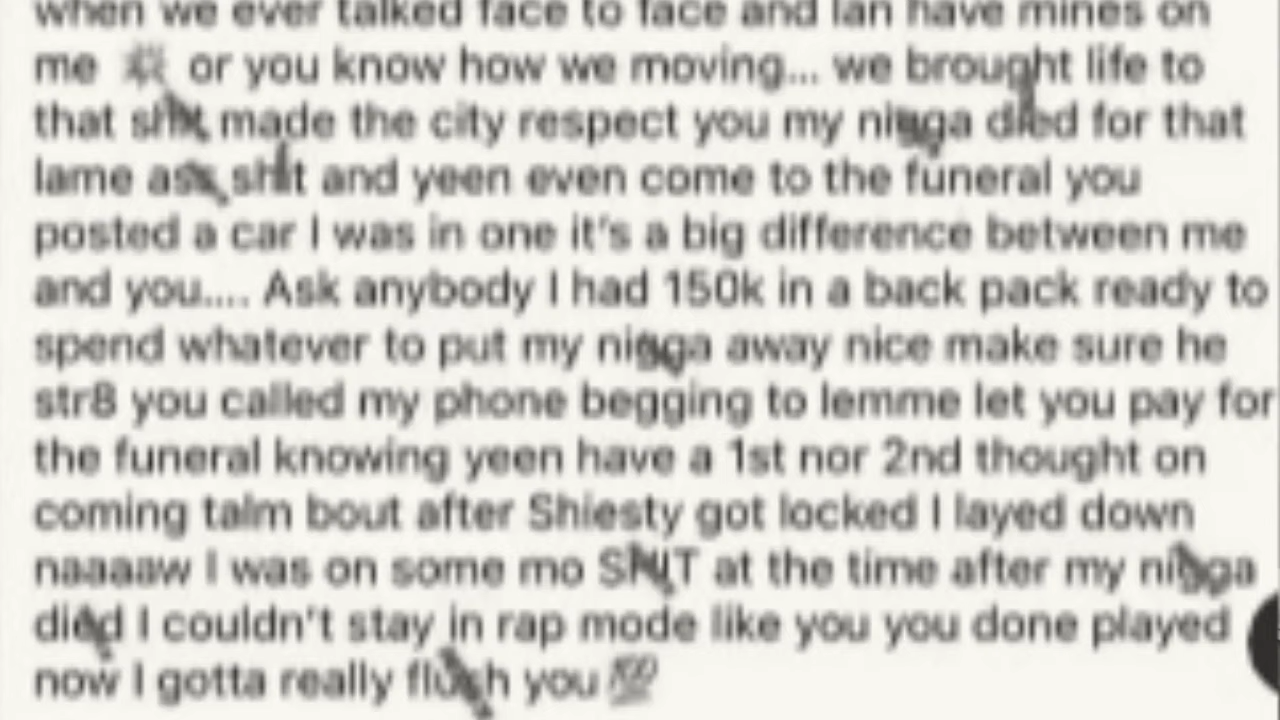 when we ever talked face to face and Ian have mines on
me 💥 or you know how we moving... we brought life to
that shit made the city respect you my nigga died for that
lame ass shit and yeen even come to the funeral you
posted a car I was in one it's a big difference between me
and you.... Ask anybody I had 150k in a back pack ready to
spend whatever to put my nigga away nice make sure he
str8 you called my phone begging to lemme let you pay for
the funeral knowing yeen have a 1st nor 2nd thought on
coming talm bout after Shiesty got locked I layed down
naaaaw I was on some mo SHIT at the time after my nigga
died I couldn't stay in rap mode like you you done played
now I gotta really flush you 💯